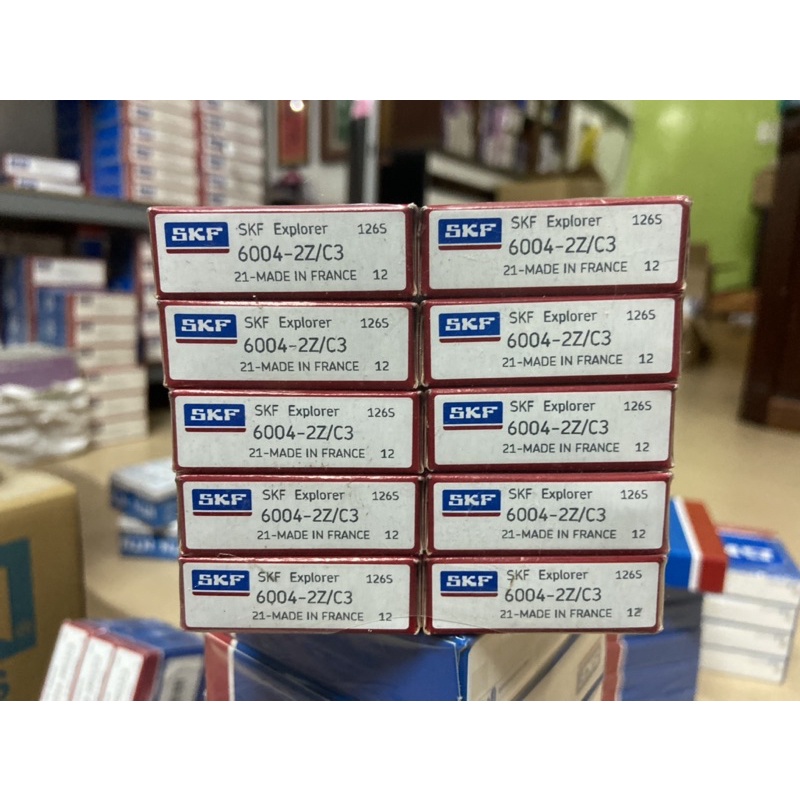 SKF SKF Explorer 126S
6004-2Z/C3
21-MADE IN FRANCE 12
SKF SKF Explorer 126S
6004-2Z/C3
21-MADE IN FRANCE 12
SKF SKF Explorer 126S
6004-2Z/C3
21-MADE IN FRANCE 12
SKF SKF Explorer 126S
6004-2Z/C3
21-MADE IN FRANCE 12
SKF SKF Explorer 126S
6004-2Z/C3
21-MADE IN FRANCE 12
SKF SKF Explorer 126S
6004-2Z/C3
21-MADE IN FRANCE 12
SKF SKF Explorer 126S
6004-2Z/C3
21-MADE IN FRANCE 12
SKF SKF Explorer 126S
6004-2Z/C3
21-MADE IN FRANCE 12
SKF SKF Explorer 126S
6004-2Z/C3
21-MADE IN FRANCE 12
SKF SKF Explorer 126S
6004-2Z/C3
21-MADE IN FRANCE 12